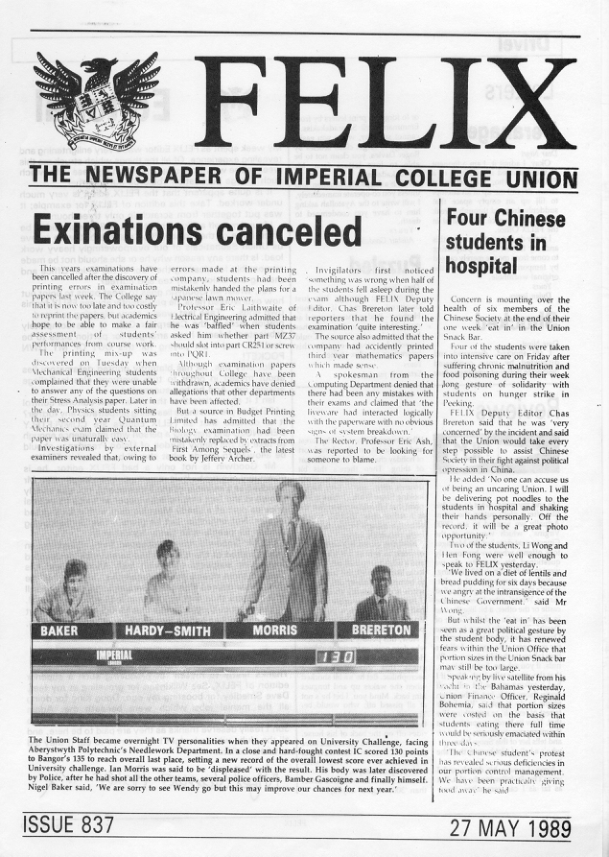 FELIX
THE NEWSPAPER OF IMPERIAL COLLEGE UNION
Exinations canceled
This years examinations have
been cancelled after the discovery of
printing errors in examination
papers last week. The College say
that it is now too late and too costly
to reprint the papers, but academics
hope to be able to make a fair
assessment of students'
performances from course work.
The printing mix-up was
discovered on Tuesday when
Mechanical Engineering students
complained that they were unable
to answer any of the questions on
their Stress Analysis paper. Later in
the day, Physics students sitting
their second year Quantum
Mechanics exam claimed that the
paper was unaturally easy.
Investigations by external
examiners revealed that, owing to
errors made at the printing
company, students had been
mistakenly handed the plans for a
Japanese lawn mower.
Professor Eric Laithwaite of
Electrical Engineering admitted that
he was 'baffled' when students
asked him whether part MZ37
should slot into part CR251 or screw
into PQR1.
Although examination papers
throughout College have been
withdrawn, academics have denied
allegations that other departments
have been affected.
But a source in Budget Printing
Limited has admitted that the
Biology examination had been
mistakenly replaced by extracts from
First Among Sequels, the latest
book by Jeffery Archer.
Invigilators first noticed
something was wrong when half of
the students fell asleep during the
exam although FELIX Deputy
Editor, Chas Brereton later told
reporters that he found the
examination 'quite interesting.'
The source also admitted that the
company had accidently printed
third year mathematics papers
which made sense.
A spokesman from the
Computing Department denied that
there had been any mistakes with
their exams and claimed that 'the
liveware had interacted logically
with the paperware with no obvious
signs of system breakdown.'
The Rector, Professor Eric Ash,
was reported to be looking for
someone to blame.
Four Chinese
students in
hospital
Concern is mounting over the
health of six members of the
Chinese Society at the end of their
one week 'eat in' in the Union
Snack Bar.
Four of the students were taken
into intensive care on Friday after
suffering chronic malnutrition and
food poisoning during their week
long gesture of solidarity with
students on hunger strike in
Peeking.
FELIX Deputy Editor Chas
Brereton said that he was 'very
concerned' by the incident and said
that the Union would take every
step possible to assist Chinese
Society in their fight against political
opression in China.
He added 'No one can accuse us
of being an uncaring Union. I will
be delivering pot noodles to the
students in hospital and shaking
their hands personally. Off the
record, it will be a great photo
opportunity.'
Two of the students, Li Wong and
Hen Fong were well enough to
speak to FELIX yesterday.
'We lived on a diet of lentils and
bread pudding for six days because
we angry at the intransigence of the
Chinese Government.' said Mr
Wong.
But whilst the 'eat in' has been
seen as a great political gesture by
the student body, it has renewed
fears within the Union Office that
portion sizes in the Union Snack bar
may still be too large.
Speaking by live satellite from his
yacht in the Bahamas yesterday,
Union Finance Officer, Reginald
Bohemia, said that portion sizes
were costed on the basis that
students eating there full time
would be seriously emaciated within
three days.
The Chinese student's protest
has revealed serious deficiencies in
our portion control management.
We have been practically giving
food away' he said.
BAKER HARDY-SMITH MORRIS BRERETON
IMPERIAL 130
The Union Staff became overnight TV personalities when they appeared on University Challenge, facing
Aberystwyth Polytechnic's Needlework Department. In a close and hard-fought contest IC scored 130 points
to Bangor's 135 to reach overall last place, setting a new record of the overall lowest score ever achieved in
University challenge. Ian Morris was said to be 'displeased' with the result. His body was later discovered
by Police, after he had shot all the other teams, several police officers, Bamber Gascoigne and finally himself.
Nigel Baker said, 'We are sorry to see Wendy go but this may improve our chances for next year.'
ISSUE 837
27 MAY 1989